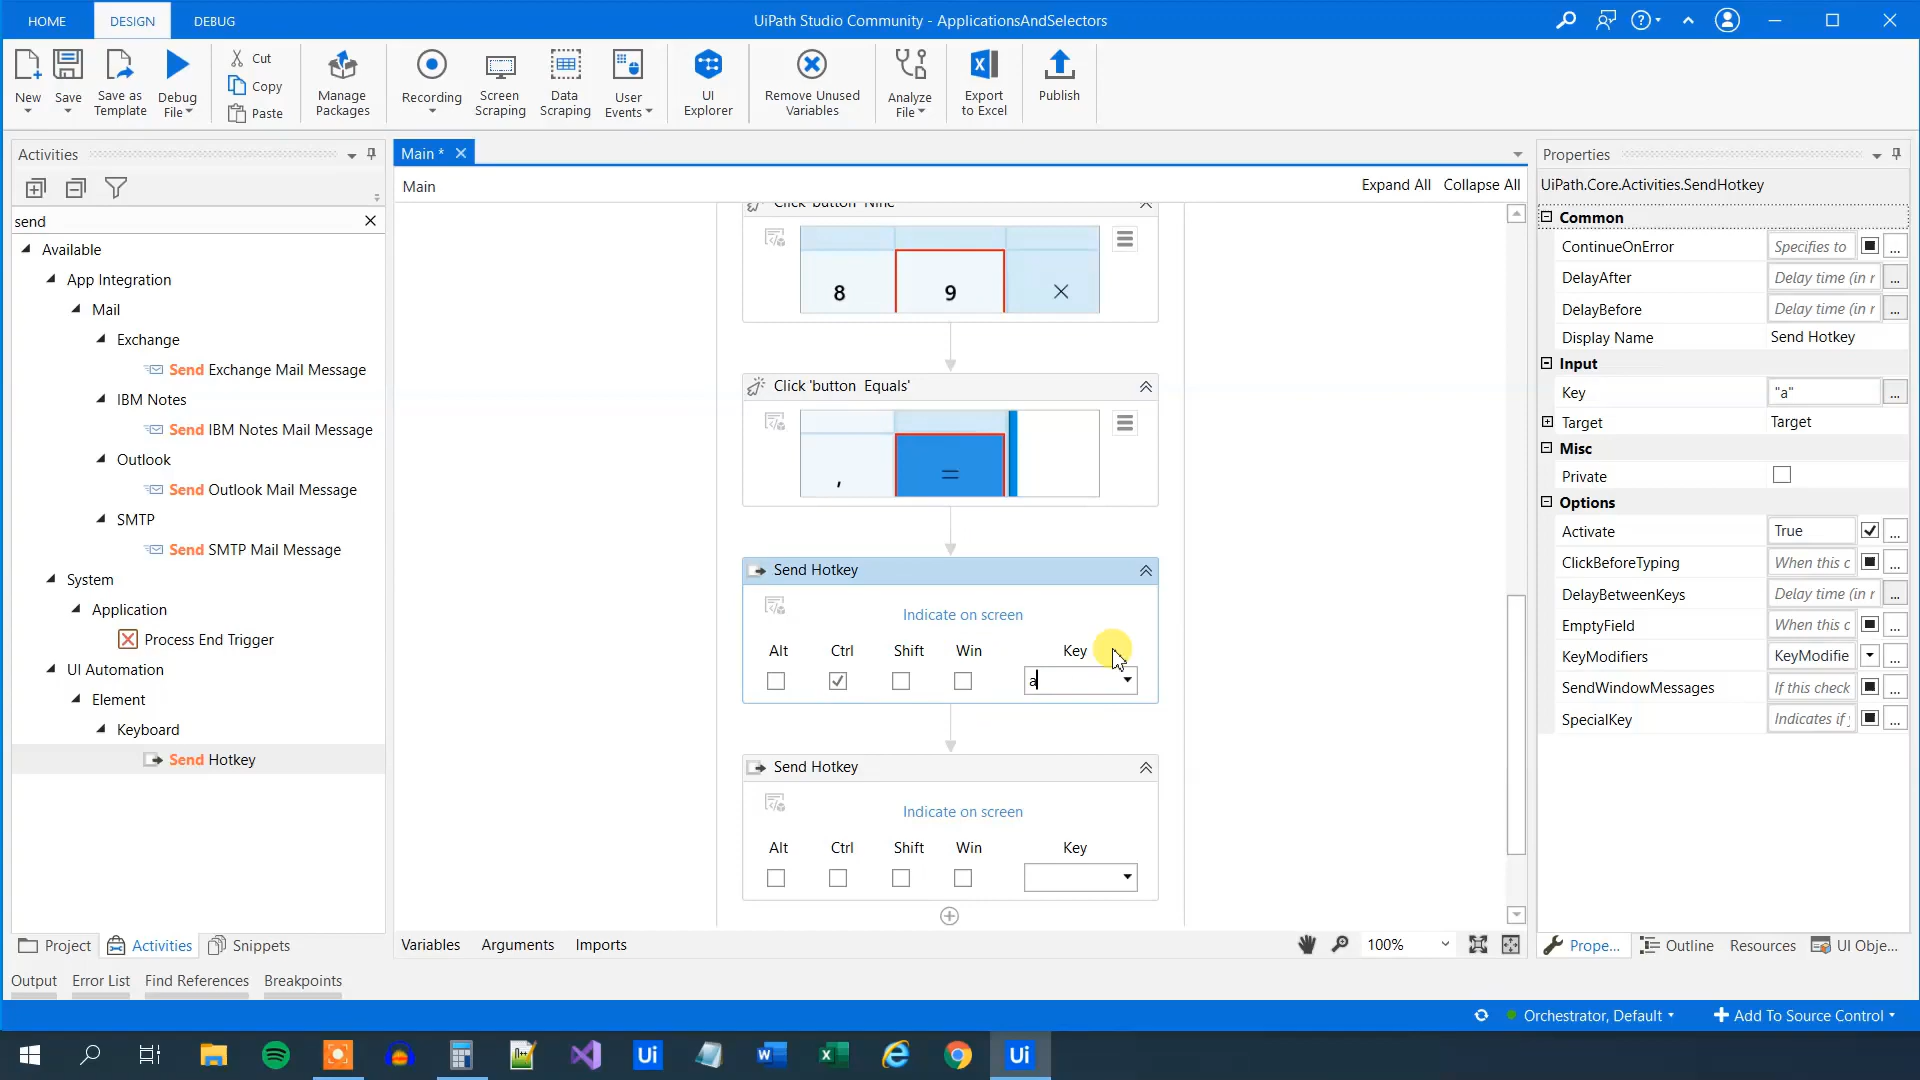 HOME
DESIGN
DEBUG
UiPath Studio Community - ApplicationsAndSelectors
New
Save
Save as
Template
Debug
File
Cut
Copy
Paste
Manage
Packages
Recording
Screen
Scraping
Data
Scraping
User
Events
UI
Explorer
Remove Unused
Variables
Analyze
File
Export
to Excel
Publish
Activities
send
Available
App Integration
Mail
Exchange
Send Exchange Mail Message
IBM Notes
Send IBM Notes Mail Message
Outlook
Send Outlook Mail Message
SMTP
Send SMTP Mail Message
System
Application
Process End Trigger
UI Automation
Element
Keyboard
Send Hotkey
Project
Activities
Snippets
Main *
Main
Expand All
Collapse All
Click 'button Nine'
8
9
×
Click 'button Equals'
,
=
Send Hotkey
Indicate on screen
Alt
Ctrl
Shift
Win
Key
a
Send Hotkey
Indicate on screen
Alt
Ctrl
Shift
Win
Key
Variables
Arguments
Imports
100%
Properties
UiPath.Core.Activities.SendHotkey
Common
ContinueOnError
Specifies to
...
DelayAfter
Delay time (in r
...
DelayBefore
Delay time (in r
...
Display Name
Send Hotkey
Input
Key
"a"
...
Target
Target
Misc
Private
Options
Activate
True
...
ClickBeforeTyping
When this c
...
DelayBetweenKeys
Delay time (in r
...
EmptyField
When this c
...
KeyModifiers
KeyModifie
...
SendWindowMessages
If this check
...
SpecialKey
Indicates if y
...
Prope...
Outline
Resources
UI Obje...
Output
Error List
Find References
Breakpoints
Orchestrator, Default
Add To Source Control
Ui
Ui